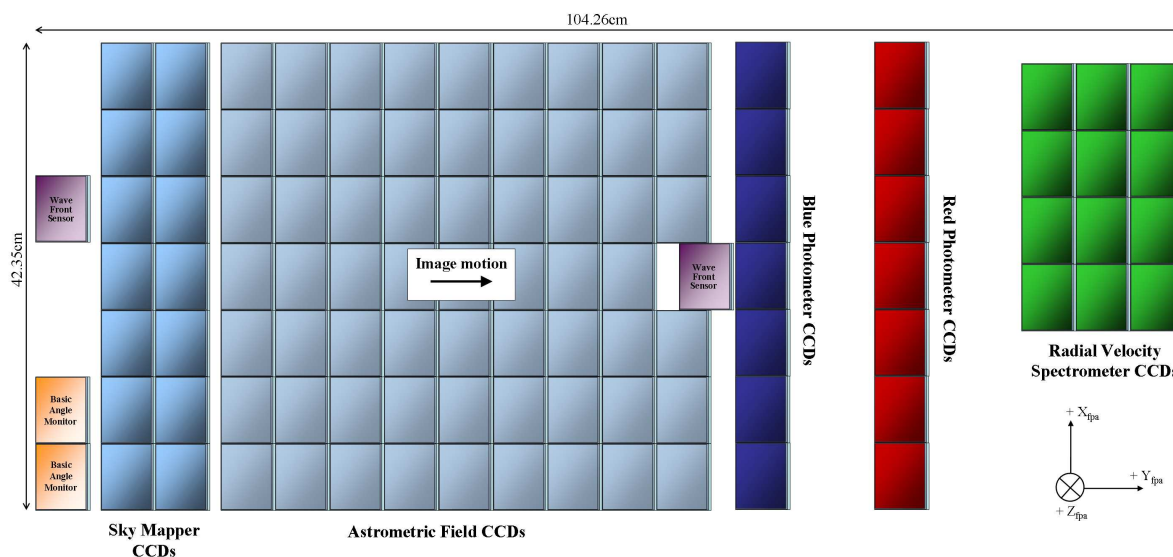 104.26cm
42.35cm
Wave
Front
Sensor
Image motion
Wave
Front
Sensor
Blue Photometer CCDs
Red Photometer CCDs
Radial Velocity
Spectrometer CCDs
Basic
Angle
Monitor
Basic
Angle
Monitor
Sky Mapper
CCDs
Astrometric Field CCDs
+ Xfpa
+ Yfpa
+ Zfpa